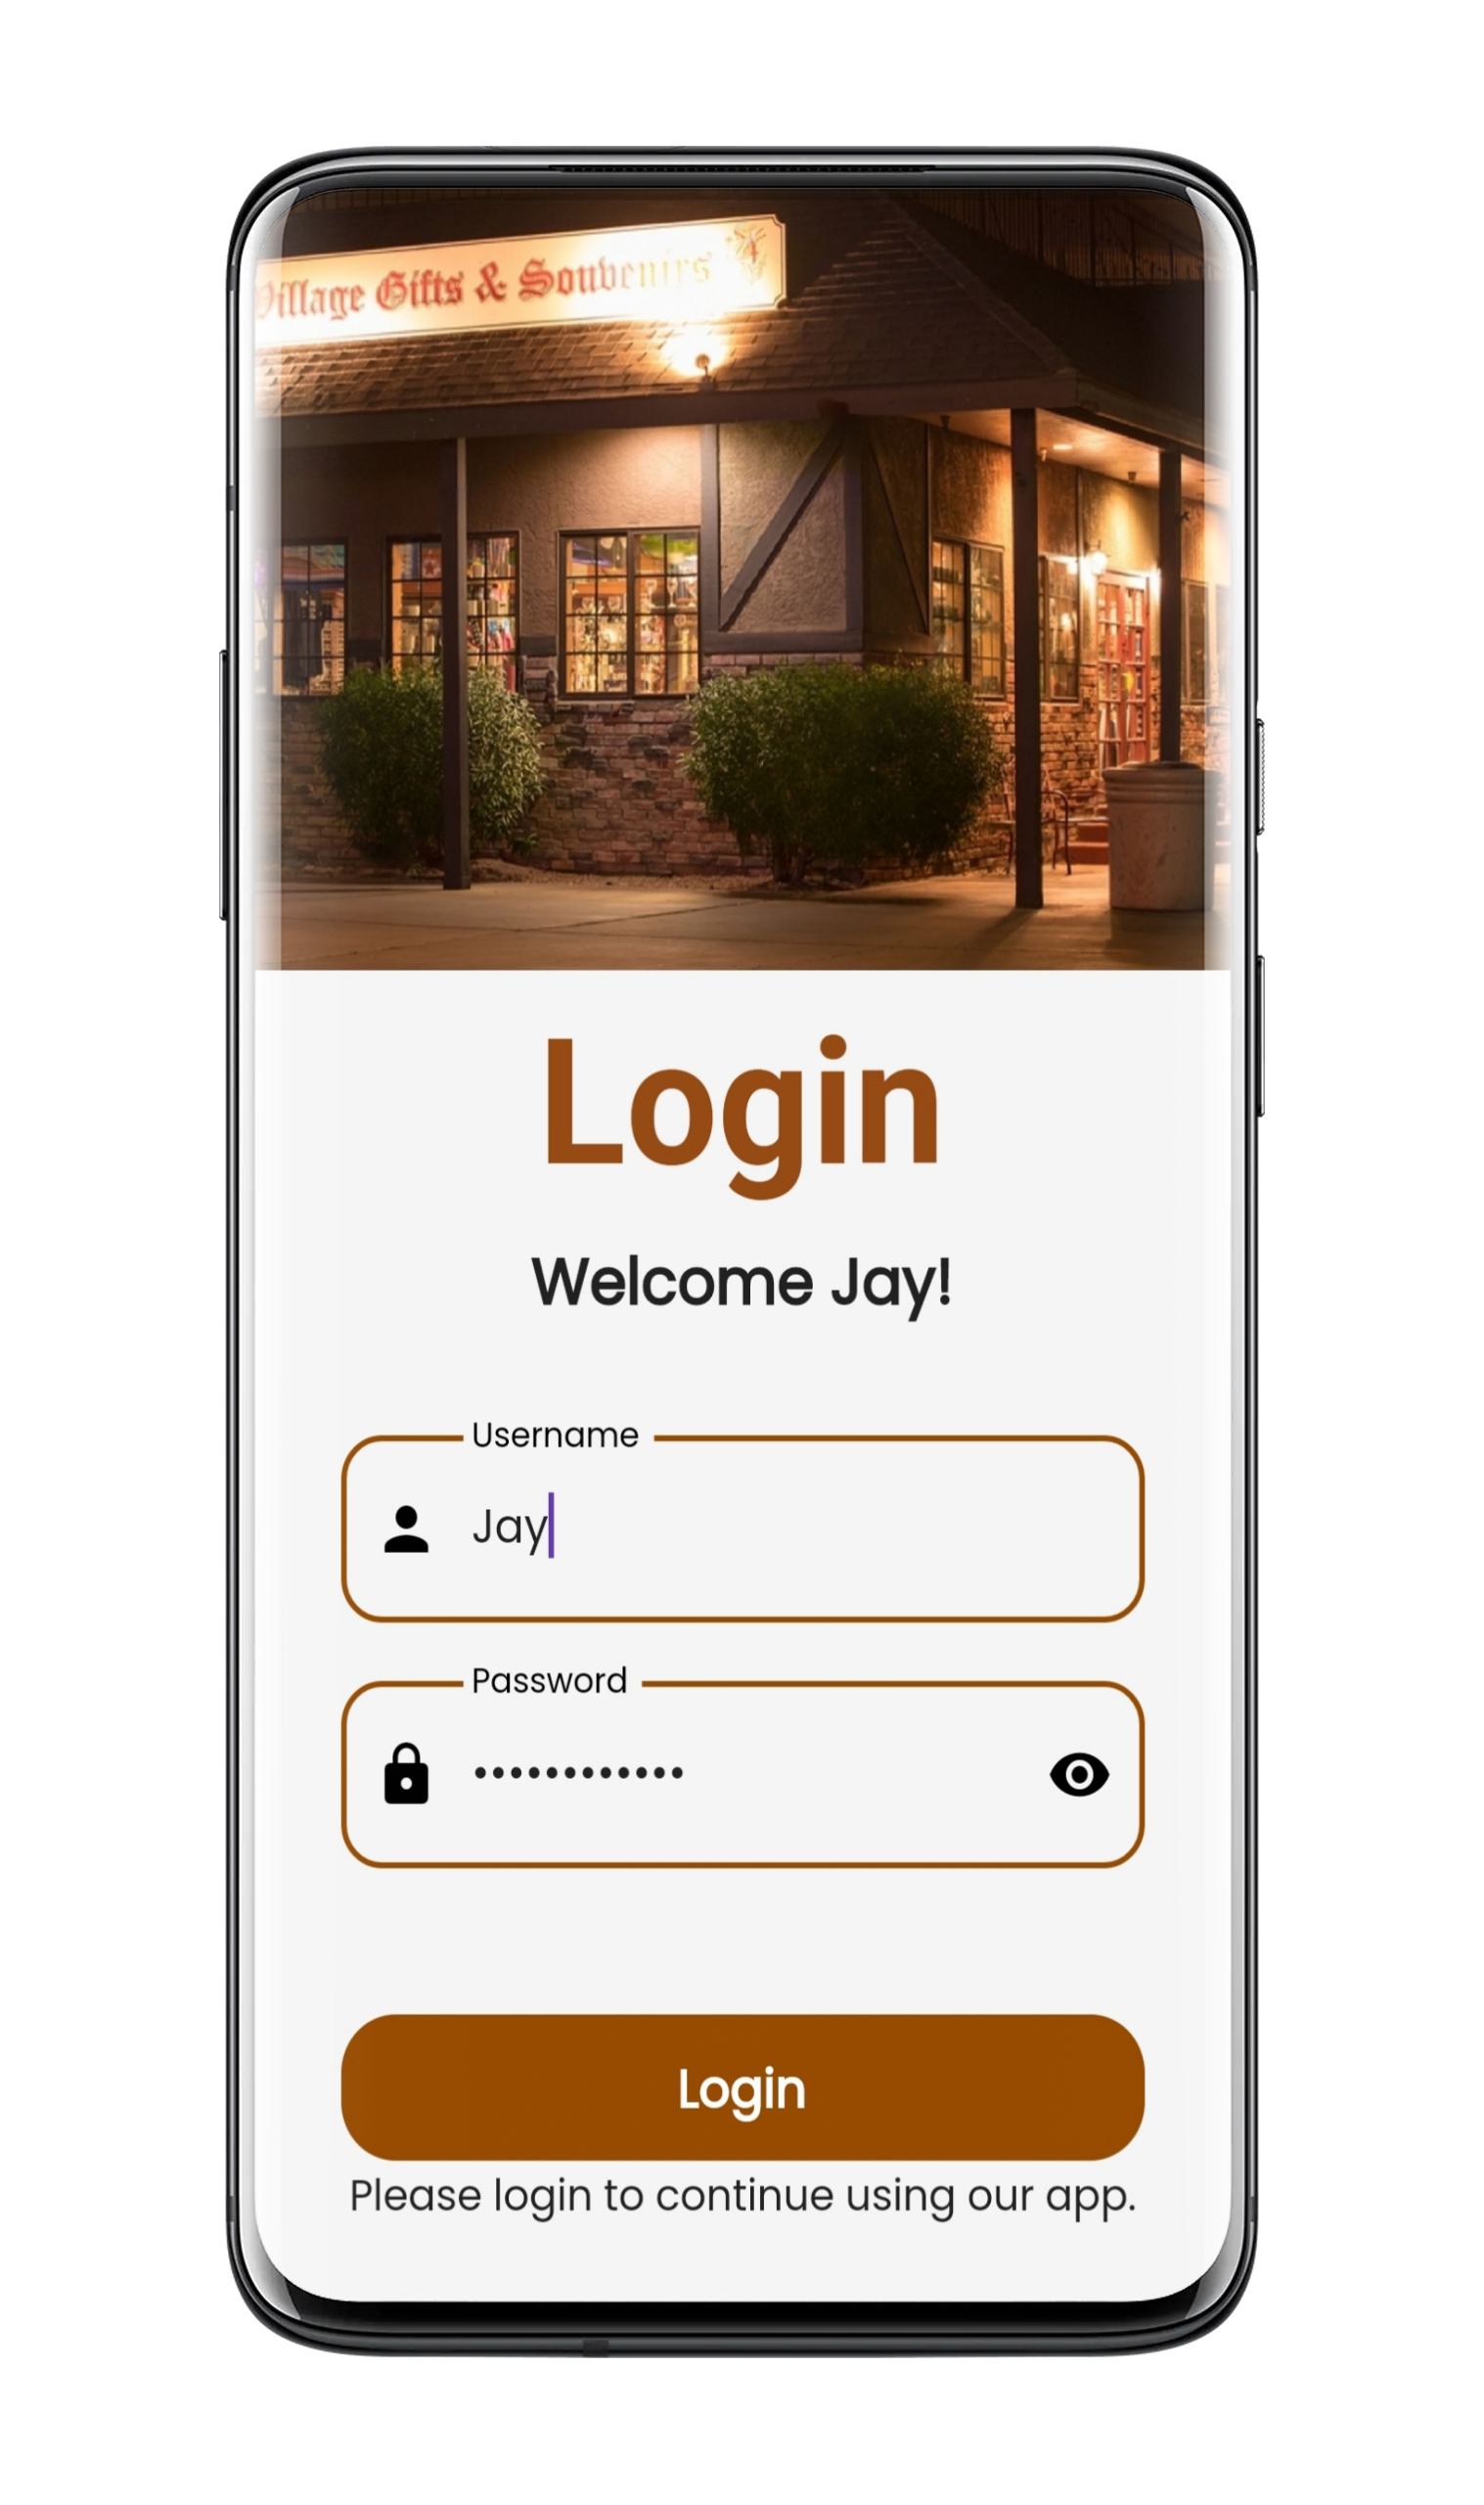 Village Gifts & Souvenirs
Login
Welcome Jay!
Username
Jay
Password
••••••••••••
Login
Please login to continue using our app.